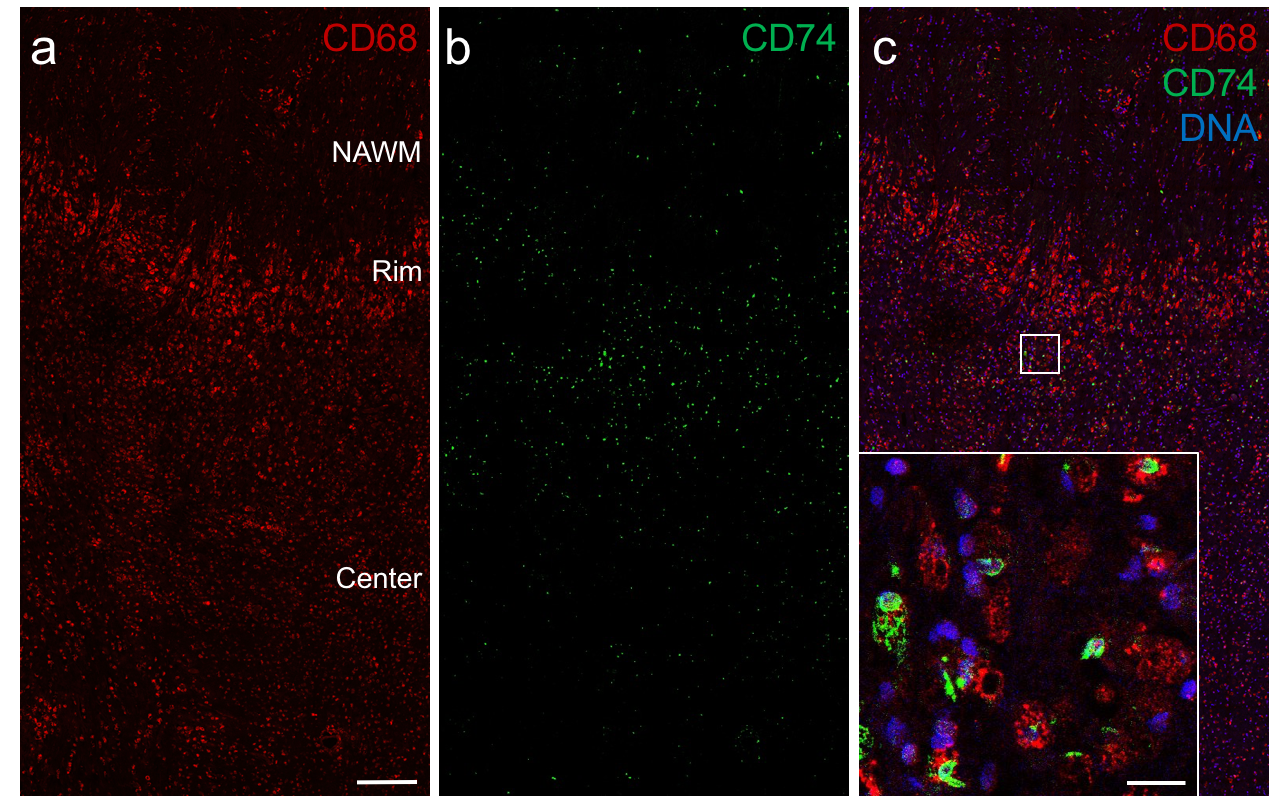 a
CD68
NAWM
Rim
Center
b
CD74
c
CD68
CD74
DNA